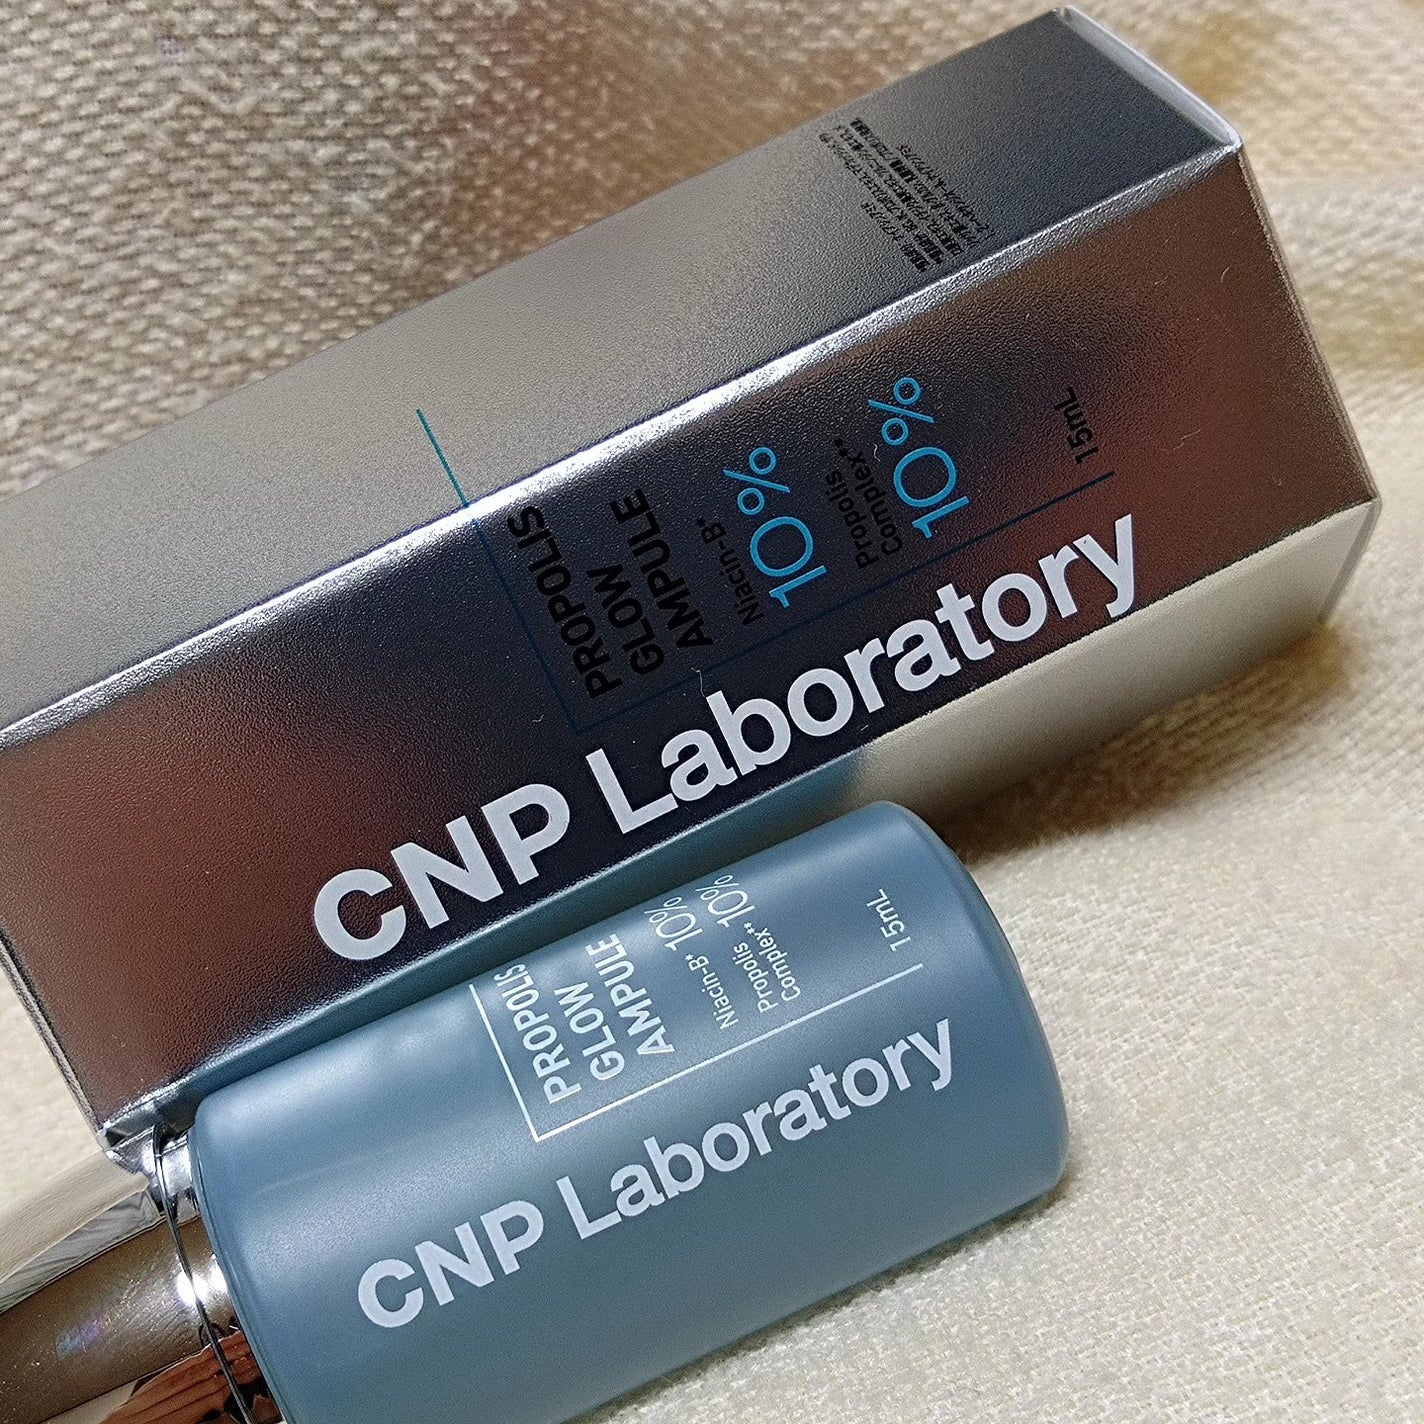 CNP Laboratory
PROPOLIS
GLOW
AMPULE
Niacin-B*
10%
Propolis
Complex**
10%
15mL
CNP Laboratory
PROPOLIS
GLOW
AMPULE
Niacin-B* 10%
Propolis
Complex** 10%
15mL